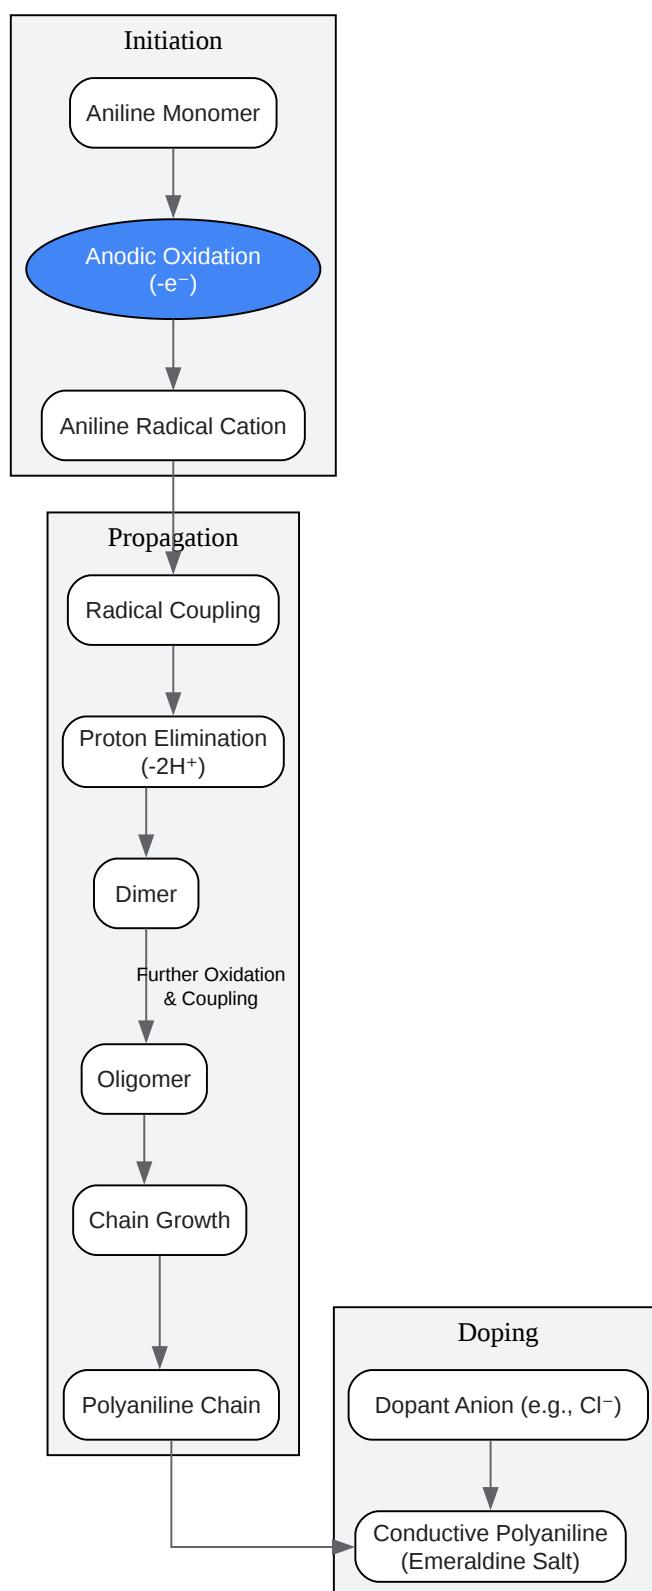 Initiation
Aniline Monomer
Anodic Oxidation
(-e⁻)
Aniline Radical Cation
Propagation
Radical Coupling
Proton Elimination
(-2H⁺)
Dimer
Further Oxidation
& Coupling
Oligomer
Chain Growth
Polyaniline Chain
Doping
Dopant Anion (e.g., Cl⁻)
Conductive Polyaniline
(Emeraldine Salt)